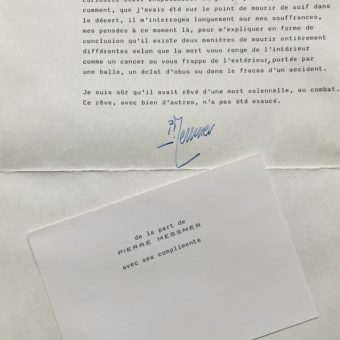 comment, que j'avais été sur le point de mourir de soif dans
le désert, il m'interrogea longuement sur mes souffrances,
mes pensées à ce moment là, pour m'expliquer en forme de
conclusion qu'il existe deux manières de mourir entièrement
différentes selon que la mort vous ronge de l'intérieur
comme un cancer ou vous frappe de l'extérieur, portée par
une balle, un éclat d'obus ou dans le fracas d'un accident.
Je suis sûr qu'il avait rêvé d'une mort solennelle, au combat.
Ce rêve, avec bien d'autres, n'a pas été exaucé.
P. Messmer
de la part de
PIERRE MESSMER
avec ses compliments